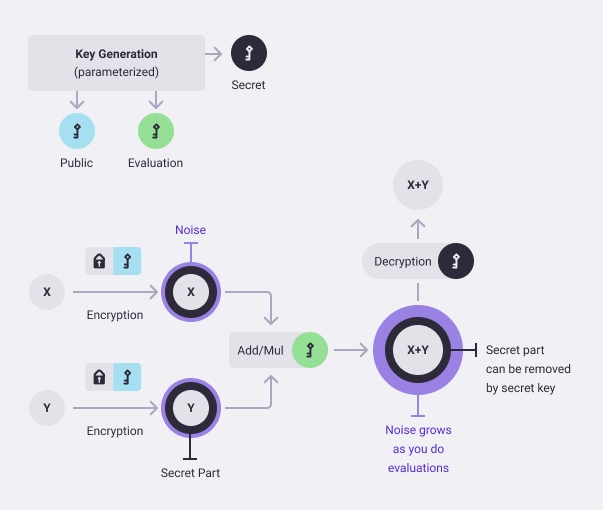 Key Generation
(parameterized)
Secret
Public
Evaluation
X+Y
Noise
Decryption
X
X
Encryption
Add/Mul
X+Y
Secret part
can be removed
by secret key
Y
Y
Encryption
Noise grows
as you do
evaluations
Secret Part